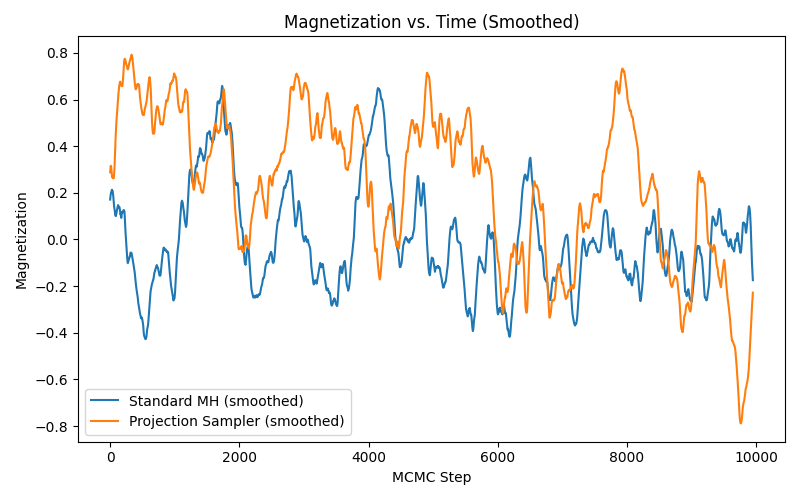 Magnetization vs. Time (Smoothed)
Magnetization
0.8
0.6
0.4
0.2
0.0
−0.2
−0.4
−0.6
−0.8
Standard MH (smoothed)
Projection Sampler (smoothed)
0 2000 4000 6000 8000 10000
MCMC Step